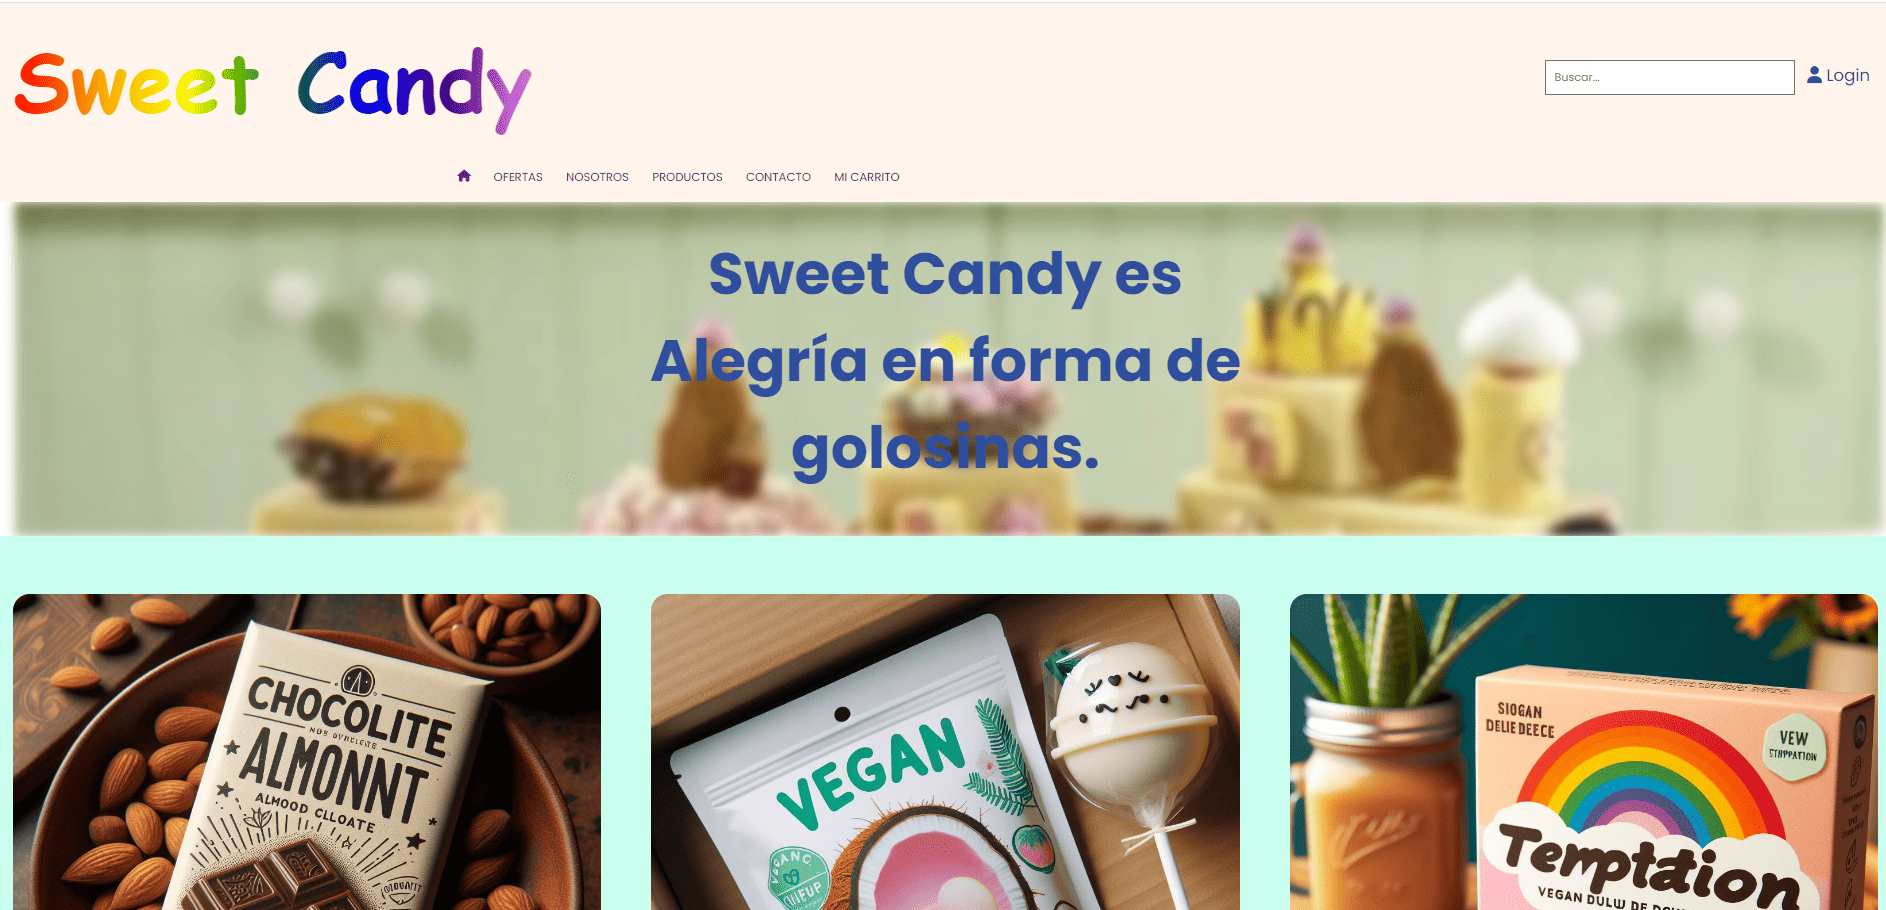 Sweet Candy
Buscar...
Login
OFERTAS NOSOTROS PRODUCTOS CONTACTO MI CARRITO
Sweet Candy es
Alegría en forma de
golosinas.
CHOCOLITE
ALMONNT
ALMOOD CLLOATE
VEGAN
VEGANC
SIOGAN
DELIE DEECE
VEW
Temptation
VEGAN DULW DE